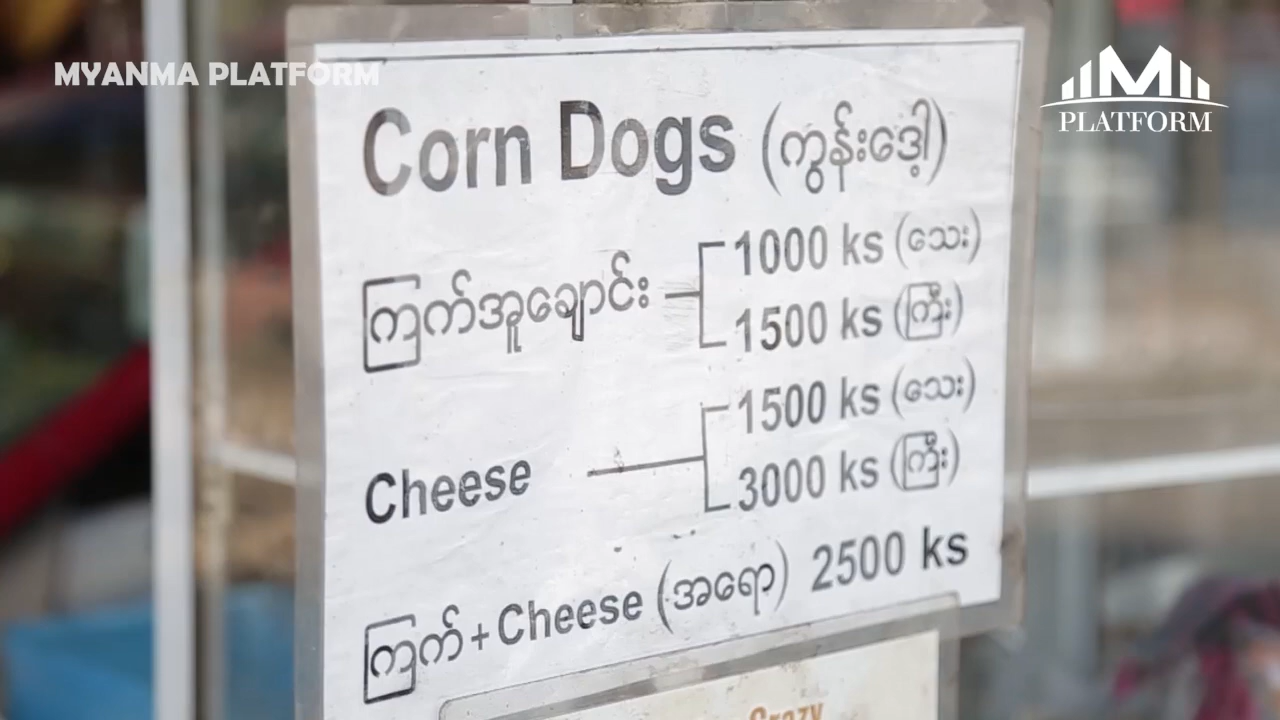 MYANMA PLATFORM
M
PLATFORM
Corn Dogs (ကွန်းဒေါ့)
ကြက်အူချောင်း 1000 ks (သေး)
1500 ks (ကြီး)
Cheese 1500 ks (သေး)
3000 ks (ကြီး)
ကြက် + Cheese (အရော) 2500 ks
Crazy